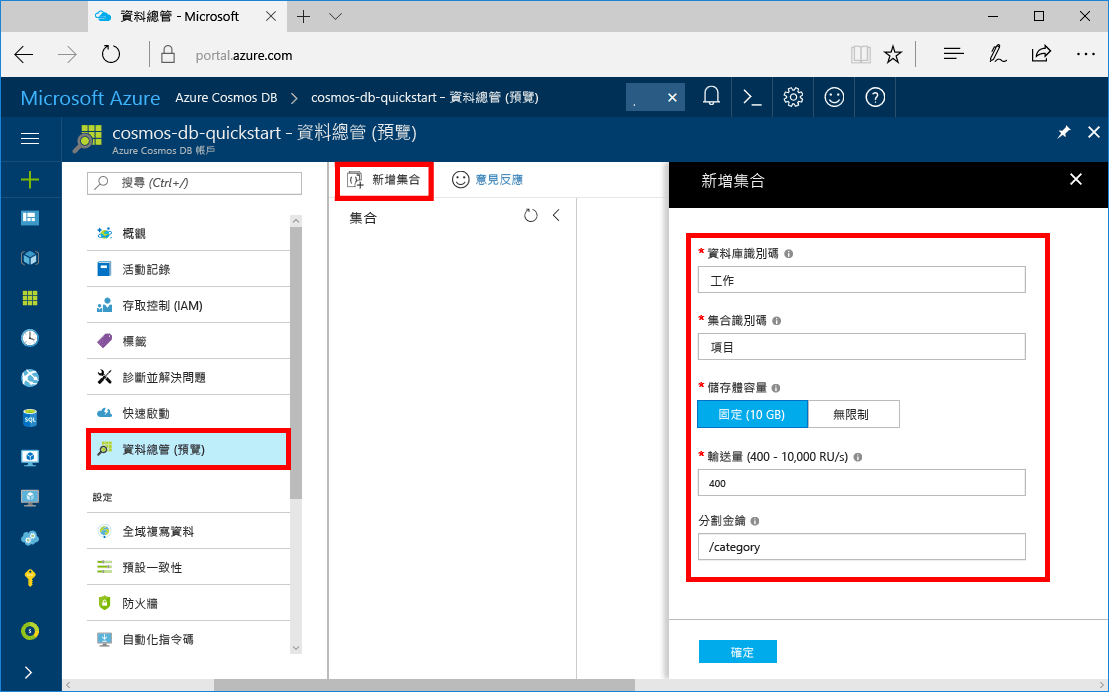 資料總管 - Microsoft
portal.azure.com
Microsoft Azure Azure Cosmos DB > cosmos-db-quickstart - 資料總管 (預覽)
cosmos-db-quickstart - 資料總管 (預覽)
Azure Cosmos DB 帳戶
搜尋 (Ctrl+/)
概觀
活動記錄
存取控制 (IAM)
標籤
診斷並解決問題
快速啟動
資料總管 (預覽)
設定
全域複寫資料
預設一致性
防火牆
自動化指令碼
新增集合
意見反應
集合
新增集合
* 資料庫識別碼
工作
* 集合識別碼
項目
* 儲存體容量
固定 (10 GB) 無限制
* 輸送量 (400 - 10,000 RU/s)
400
分割金鑰
/category
確定